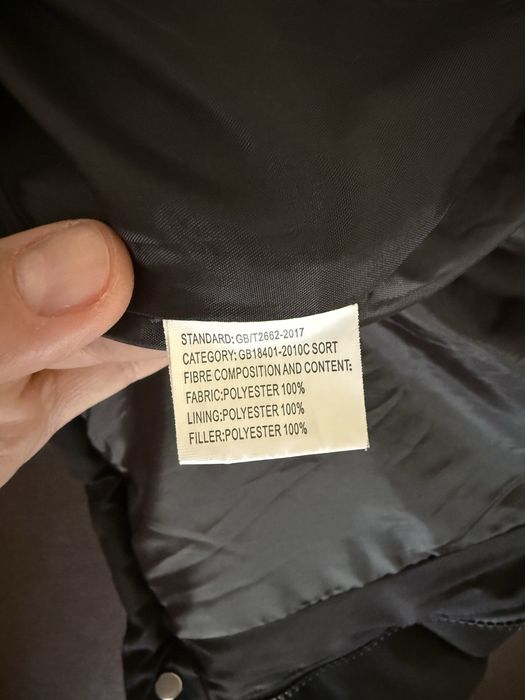 STANDARD: GB/T2662-2017
CATEGORY: GB18401-2010C SORT
FIBRE COMPOSITION AND CONTENT:
FABRIC:POLYESTER 100%
LINING:POLYESTER 100%
FILLER:POLYESTER 100%